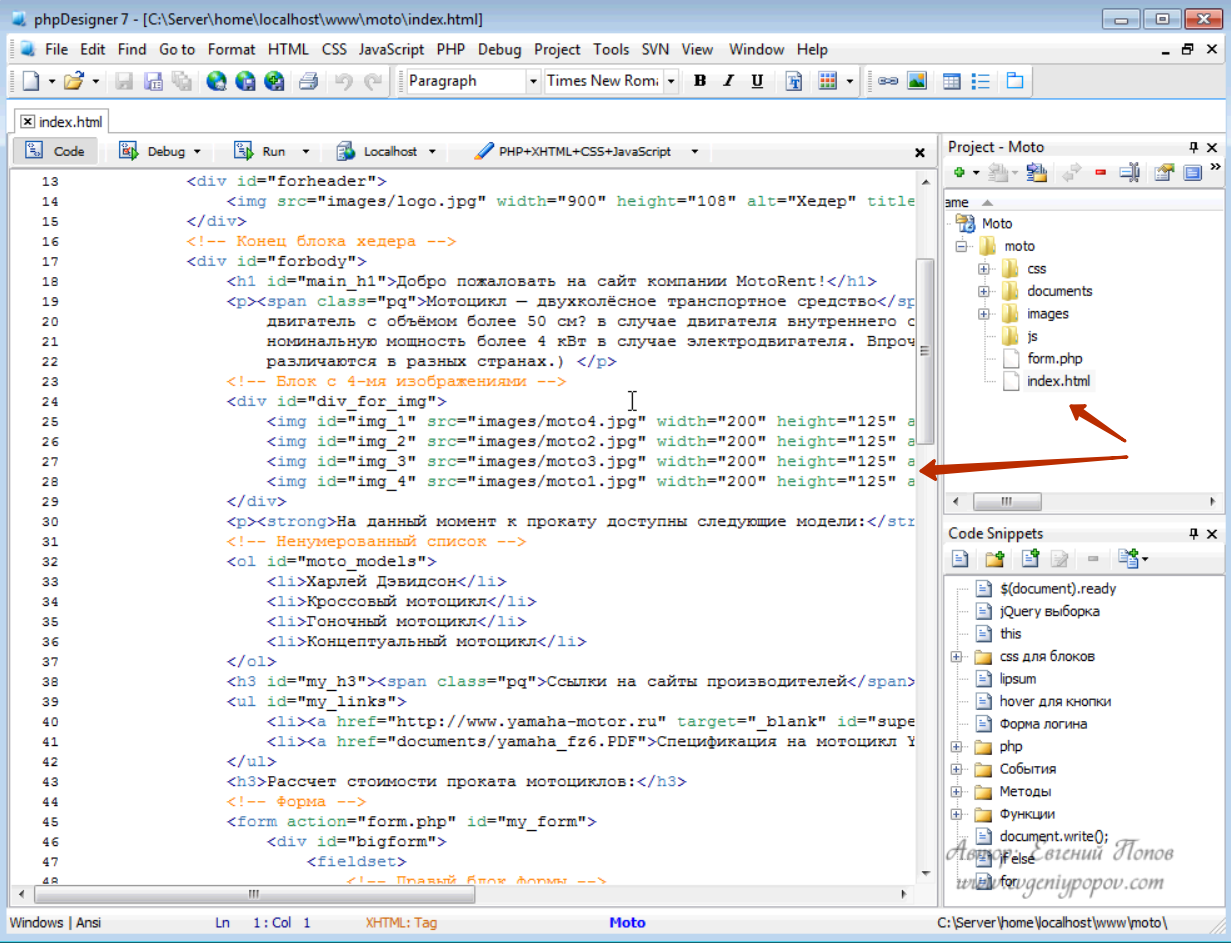 phpDesigner 7 - [C:\Server\home\localhost\www\moto\index.html]
File Edit Find Go to Format HTML CSS JavaScript PHP Debug Project Tools SVN View Window Help
Paragraph Times New Rom B I U
index.html
Code Debug Run Localhost PHP+XHTML+CSS+JavaScript
13 <div id="forheader">
14 <img src="images/logo.jpg" width="900" height="108" alt="Хедер" title
15 </div>
16 <!-- Конец блока хедера -->
17 <div id="forbody">
18 <h1 id="main_h1">Добро пожаловать на сайт компании MotoRent!</h1>
19 <p><span class="pq">Мотоцикл — двухколёсное транспортное средство</sp
20 двигатель с объёмом более 50 см? в случае двигателя внутреннего с
21 номинальную мощность более 4 кВт в случае электродвигателя. Впроч
22 различаются в разных странах.) </p>
23 <!-- Блок с 4-мя изображениями -->
24 <div id="div_for_img">
25 <img id="img_1" src="images/moto4.jpg" width="200" height="125" a
26 <img id="img_2" src="images/moto2.jpg" width="200" height="125" a
27 <img id="img_3" src="images/moto3.jpg" width="200" height="125" a
28 <img id="img_4" src="images/moto1.jpg" width="200" height="125" a
29 </div>
30 <p><strong>На данный момент к прокату доступны следующие модели:</str
31 <!-- Ненумерованный список -->
32 <ol id="moto_models">
33 <li>Харлей Дэвидсон</li>
34 <li>Кроссовый мотоцикл</li>
35 <li>Гоночный мотоцикл</li>
36 <li>Концептуальный мотоцикл</li>
37 </ol>
38 <h3 id="my_h3"><span class="pq">Ссылки на сайты производителей</span>
39 <ul id="my_links">
40 <li><a href="http://www.yamaha-motor.ru" target="_blank" id="supe
41 <li><a href="documents/yamaha_fz6.PDF">Спецификация на мотоцикл Y
42 </ul>
43 <h3>Рассчет стоимости проката мотоциклов:</h3>
44 <!-- Форма -->
45 <form action="form.php" id="my_form">
46 <div id="bigform">
47 <fieldset>
48 <!-- Правый блок формы -->
Project - Moto
ame
Moto
moto
css
documents
images
js
form.php
index.html
Code Snippets
$(document).ready
jQuery выборка
this
css для блоков
lipsum
hover для кнопки
Форма логина
php
События
Методы
Функции
document.write();
if else
for
Автор: Евгений Попов
www.evgeniypopov.com
Windows | Ansi Ln 1 : Col 1 XHTML: Tag Moto C:\Server\home\localhost\www\moto\